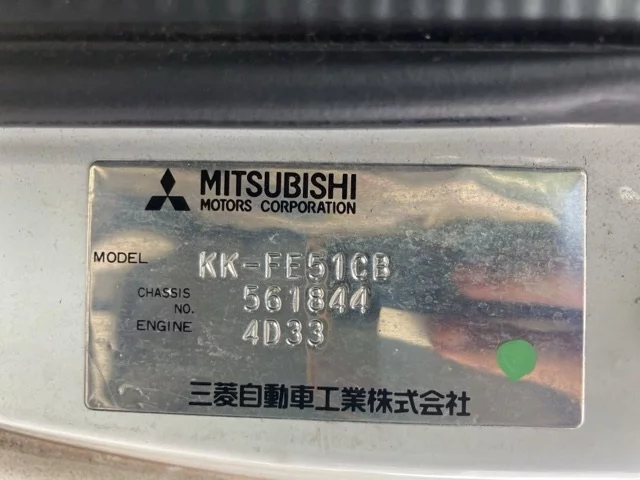 MITSUBISHI
MOTORS CORPORATION
MODEL KK-FE51CB
CHASSIS NO. 561844
ENGINE 4D33
三菱自動車工業株式会社